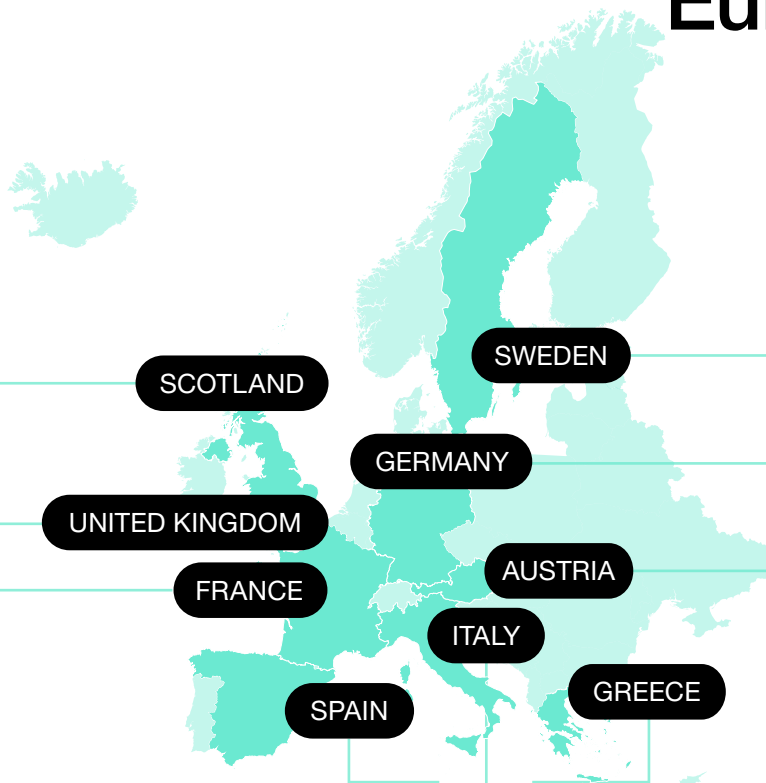 SWEDEN
SCOTLAND
GERMANY
UNITED KINGDOM
AUSTRIA
FRANCE
ITALY
GREECE
SPAIN